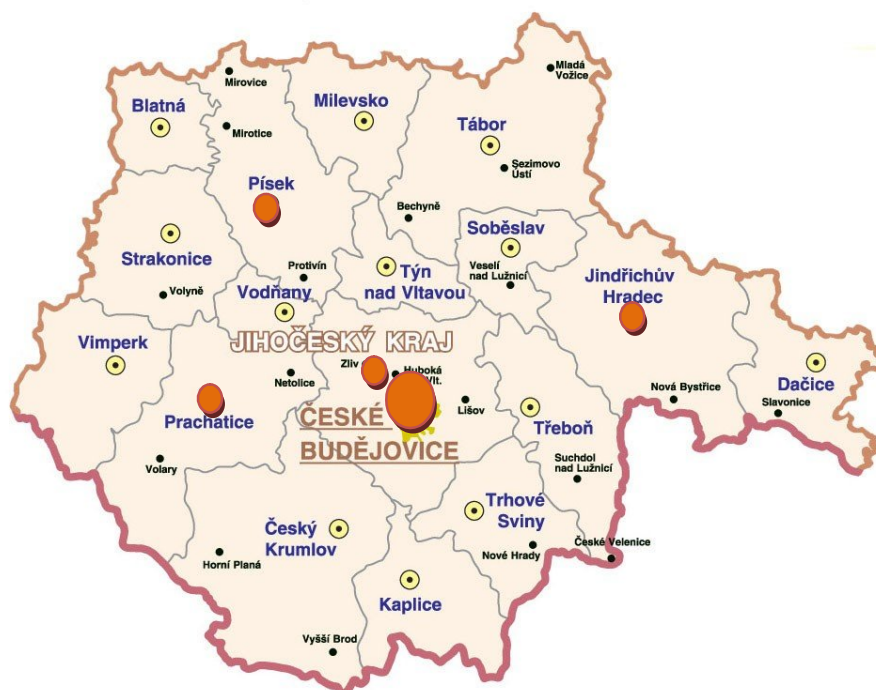 Mladá
Vožice
Mirovice
Blatná
Milevsko
Mirotice
Tábor
Sezimovo
Ústí
Písek
Bechyně
Soběslav
Strakonice
Veselí
nad Lužnicí
Protivín
Týn
nad Vltavou
Jindřichův
Hradec
Volyně
Vodňany
JIHOČESKÝ KRAJ
Vimperk
Zliv
Huboká
Vlt.
Netolice
Dačice
Nová Bystřice
Slavonice
Lišov
Prachatice
ČESKÉ
BUDĚJOVICE
Třeboň
Volary
Suchdol
nad Lužnicí
Trhové
Sviny
Český
Krumlov
České Velenice
Nové Hrady
Horní Planá
Kaplice
Vyšší Brod